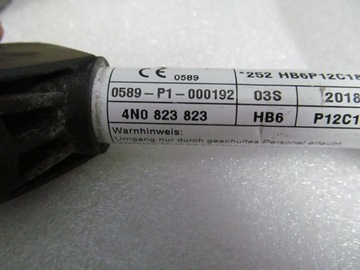 CE 0589 *252 HB6P12C18
0589-P1-000192 03S 2018
4N0 823 823 HB6 P12C1
Warnhinweis:
Umgang nur durch geschultes Personal erlaubt